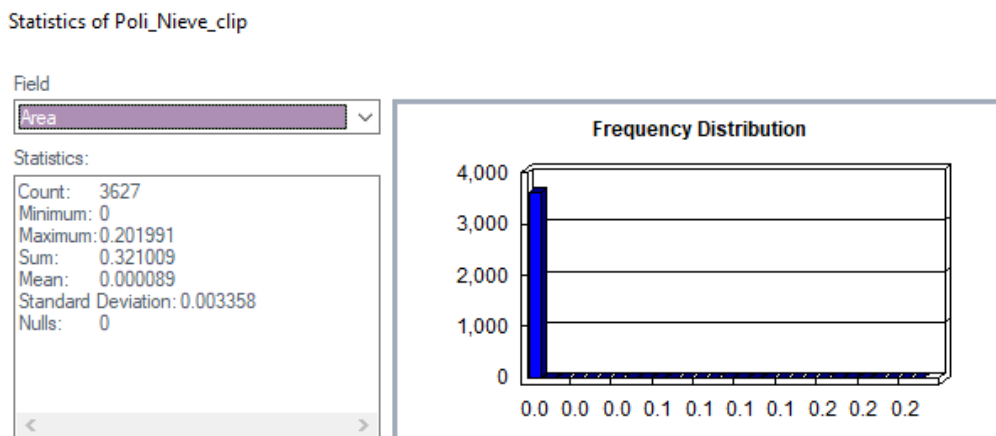 Statistics of Poli_Nieve_clip
Field
Area
Statistics:
Count: 3627
Minimum: 0
Maximum: 0.201991
Sum: 0.321009
Mean: 0.000089
Standard Deviation: 0.003358
Nulls: 0
Frequency Distribution
4,000
3,000
2,000
1,000
0
0.0 0.0 0.0 0.1 0.1 0.1 0.1 0.2 0.2 0.2